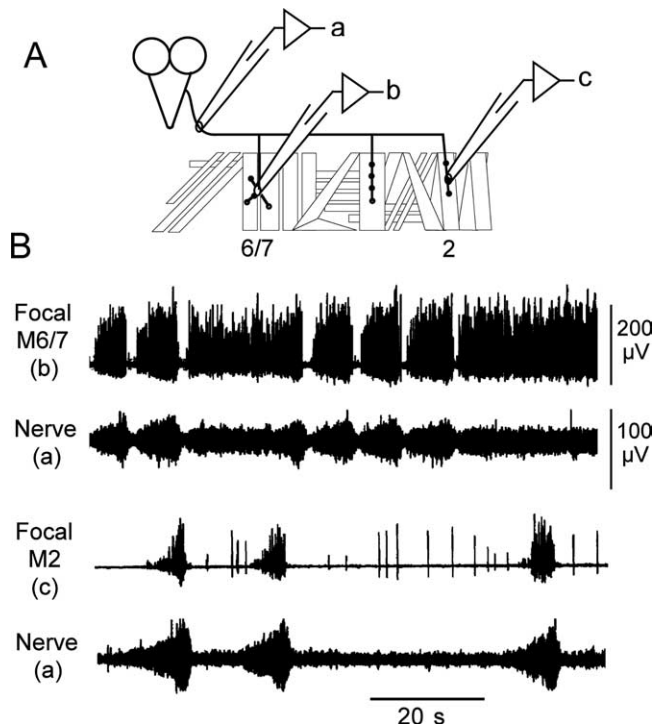 A
a
b
c
6/7
2
B
Focal
M6/7
(b)
200
µV
Nerve
(a)
100
µV
Focal
M2
(c)
Nerve
(a)
20 s